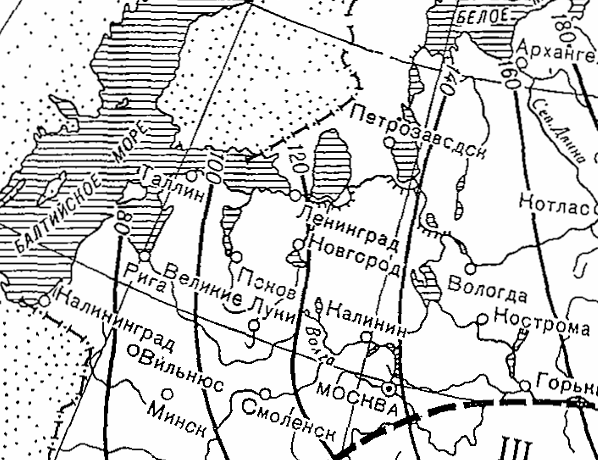 БЕЛОЕ
180
Арханге
160
140
Сев. Двина
Петрозаводск
БАЛТИЙСКОЕ МОРЕ
Таллин
100
120
Котлас
Ленинград
Новгород
80
Рига
Псков
Великие Луки
Вологда
Калининград
Калинин
Кострома
Волга
Вильнюс
Минск
Смоленск
МОСКВА
Горьк
III